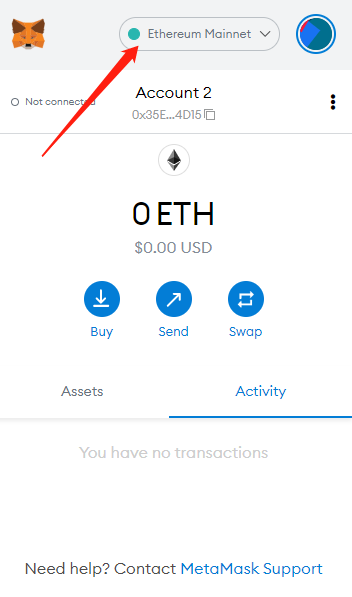 Ethereum Mainnet
Not connected
Account 2
0x35E...4D15
0 ETH
$0.00 USD
Buy Send Swap
Assets Activity
You have no transactions
Need help? Contact MetaMask Support